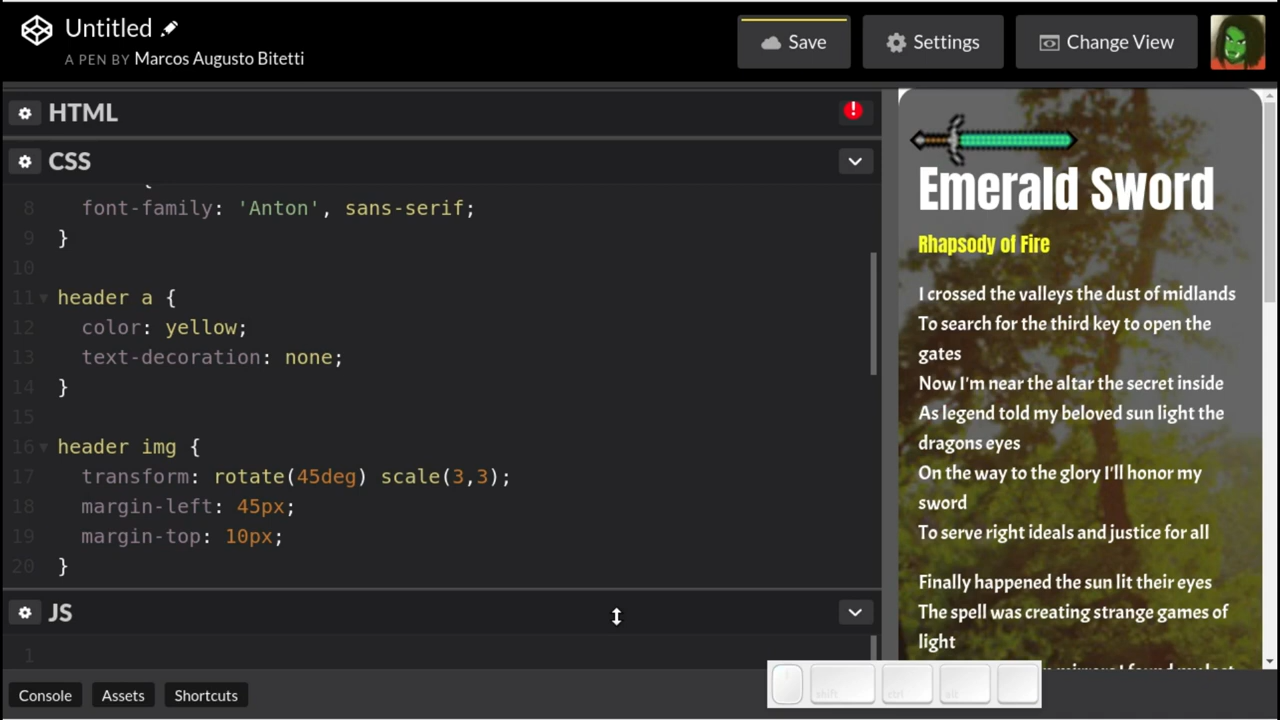 Untitled
A PEN BY Marcos Augusto Bitetti
Save
Settings
Change View
HTML
!
CSS
8 font-family: 'Anton', sans-serif;
9 }
10
11 header a {
12 color: yellow;
13 text-decoration: none;
14 }
15
16 header img {
17 transform: rotate(45deg) scale(3,3);
18 margin-left: 45px;
19 margin-top: 10px;
20 }
JS
1
Console
Assets
Shortcuts
Emerald Sword
Rhapsody of Fire
I crossed the valleys the dust of midlands
To search for the third key to open the
gates
Now I'm near the altar the secret inside
As legend told my beloved sun light the
dragons eyes
On the way to the glory I'll honor my
sword
To serve right ideals and justice for all
Finally happened the sun lit their eyes
The spell was creating strange games of
light
shift
ctrl
alt